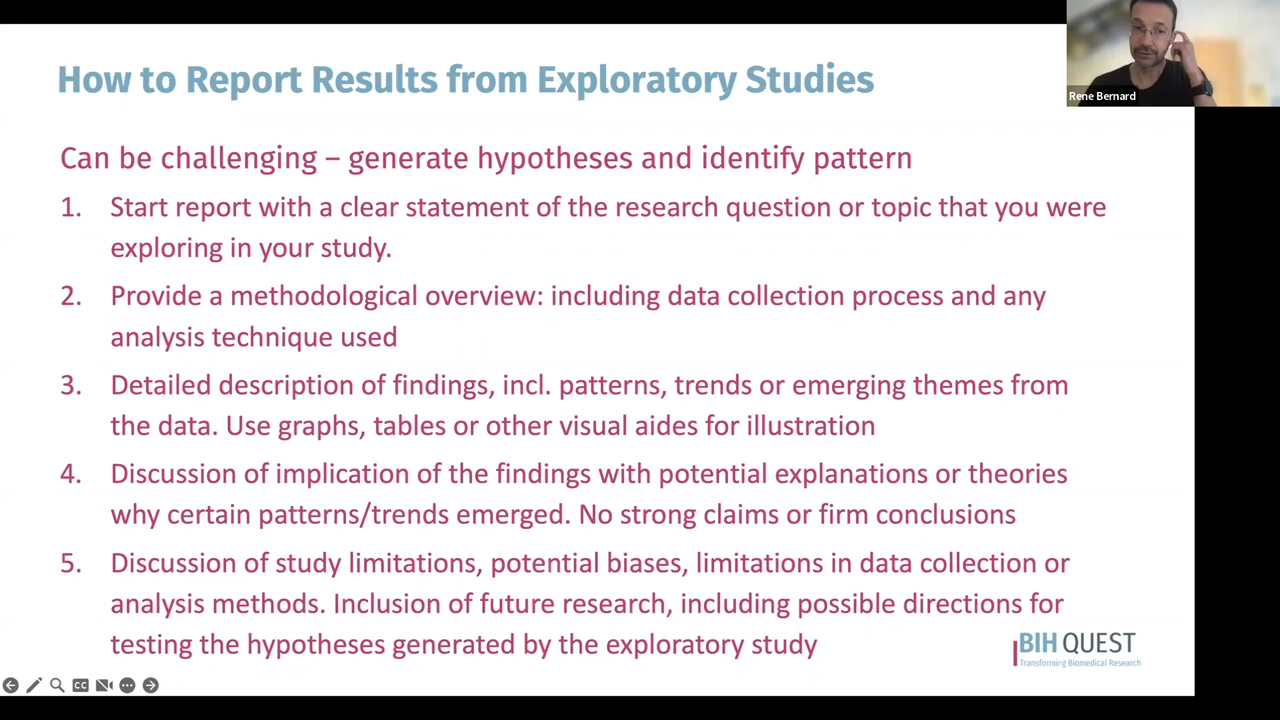 How to Report Results from Exploratory Studies
Rene Bernard
Can be challenging – generate hypotheses and identify pattern
1. Start report with a clear statement of the research question or topic that you were
exploring in your study.
2. Provide a methodological overview: including data collection process and any
analysis technique used
3. Detailed description of findings, incl. patterns, trends or emerging themes from
the data. Use graphs, tables or other visual aides for illustration
4. Discussion of implication of the findings with potential explanations or theories
why certain patterns/trends emerged. No strong claims or firm conclusions
5. Discussion of study limitations, potential biases, limitations in data collection or
analysis methods. Inclusion of future research, including possible directions for
testing the hypotheses generated by the exploratory study
BIH QUEST
Transforming Biomedical Research
CC